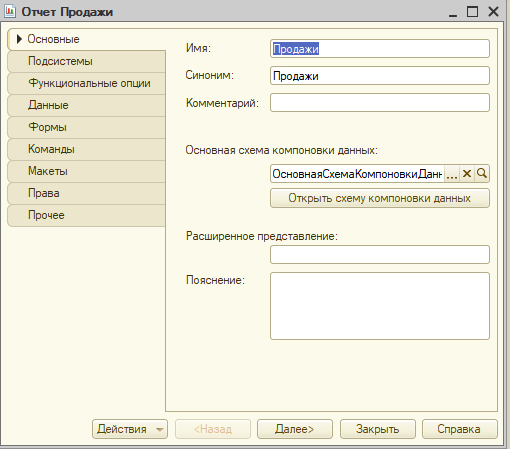 Отчет Продажи
Основные
Подсистемы
Функциональные опции
Данные
Формы
Команды
Макеты
Права
Прочее
Имя: Продажи
Синоним: Продажи
Комментарий:
Основная схема компоновки данных:
ОсновнаяСхемаКомпоновкиДанн ...
Открыть схему компоновки данных
Расширенное представление:
Пояснение:
Действия <Назад Далее> Закрыть Справка